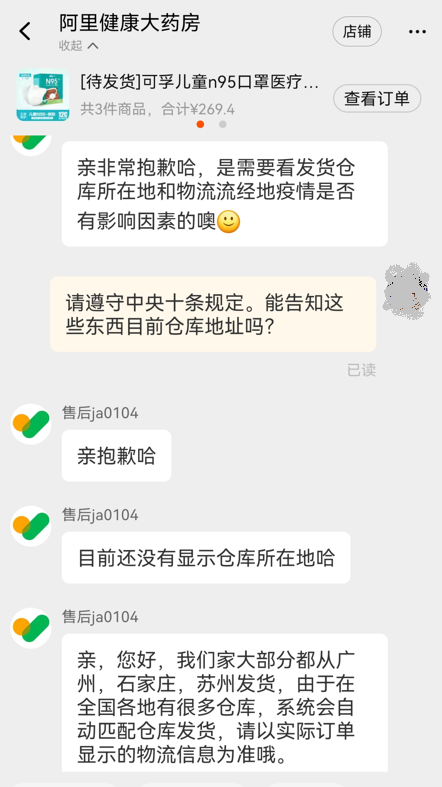 阿里健康大药房
收起
店铺
[待发货]可孚儿童n95口罩医疗...
共3件商品，合计¥269.4
查看订单
亲非常抱歉哈，是需要看发货仓
库所在地和物流流经地疫情是否
有影响因素的噢
请遵守中央十条规定。能告知这
些东西目前仓库地址吗？
已读
售后ja0104
亲抱歉哈
售后ja0104
目前还没有显示仓库所在地哈
售后ja0104
亲，您好，我们家大部分都从广
州，石家庄，苏州发货，由于在
全国各地有很多仓库，系统会自
动匹配仓库发货，请以实际订单
显示的物流信息为准哦。